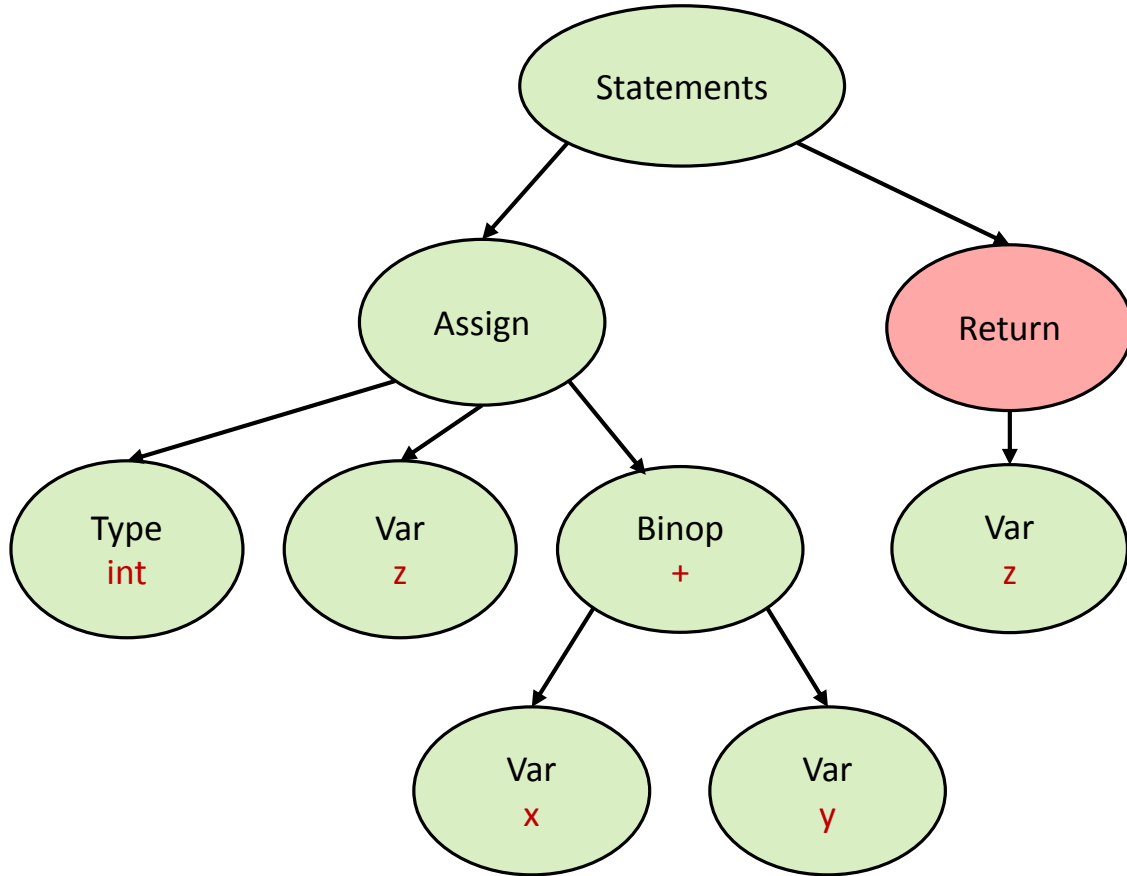 Statements
Assign
Return
Type
int
Var
z
Binop
+
Var
z
Var
x
Var
y